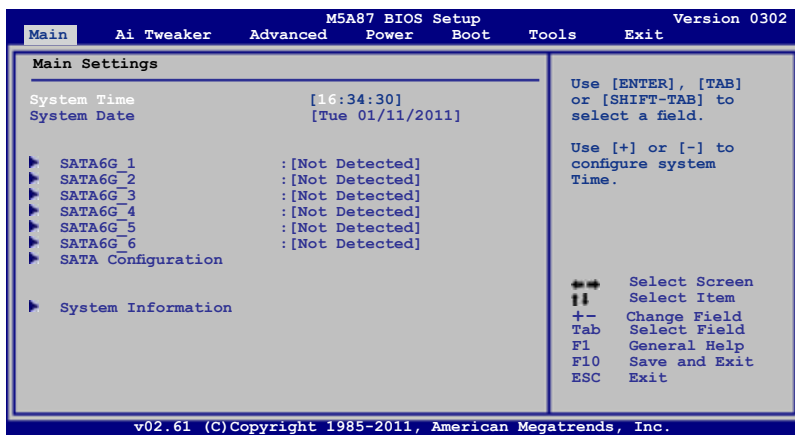 M5A87 BIOS Setup Version 0302
Main Ai Tweaker Advanced Power Boot Tools Exit
Main Settings
System Time [16:34:30]
System Date [Tue 01/11/2011]
SATA6G_1 :[Not Detected]
SATA6G_2 :[Not Detected]
SATA6G_3 :[Not Detected]
SATA6G_4 :[Not Detected]
SATA6G_5 :[Not Detected]
SATA6G_6 :[Not Detected]
SATA Configuration
System Information
Use [ENTER], [TAB]
or [SHIFT-TAB] to
select a field.
Use [+] or [-] to
configure system
Time.
←→ Select Screen
↑↓ Select Item
+- Change Field
Tab Select Field
F1 General Help
F10 Save and Exit
ESC Exit
v02.61 (C)Copyright 1985-2011, American Megatrends, Inc.